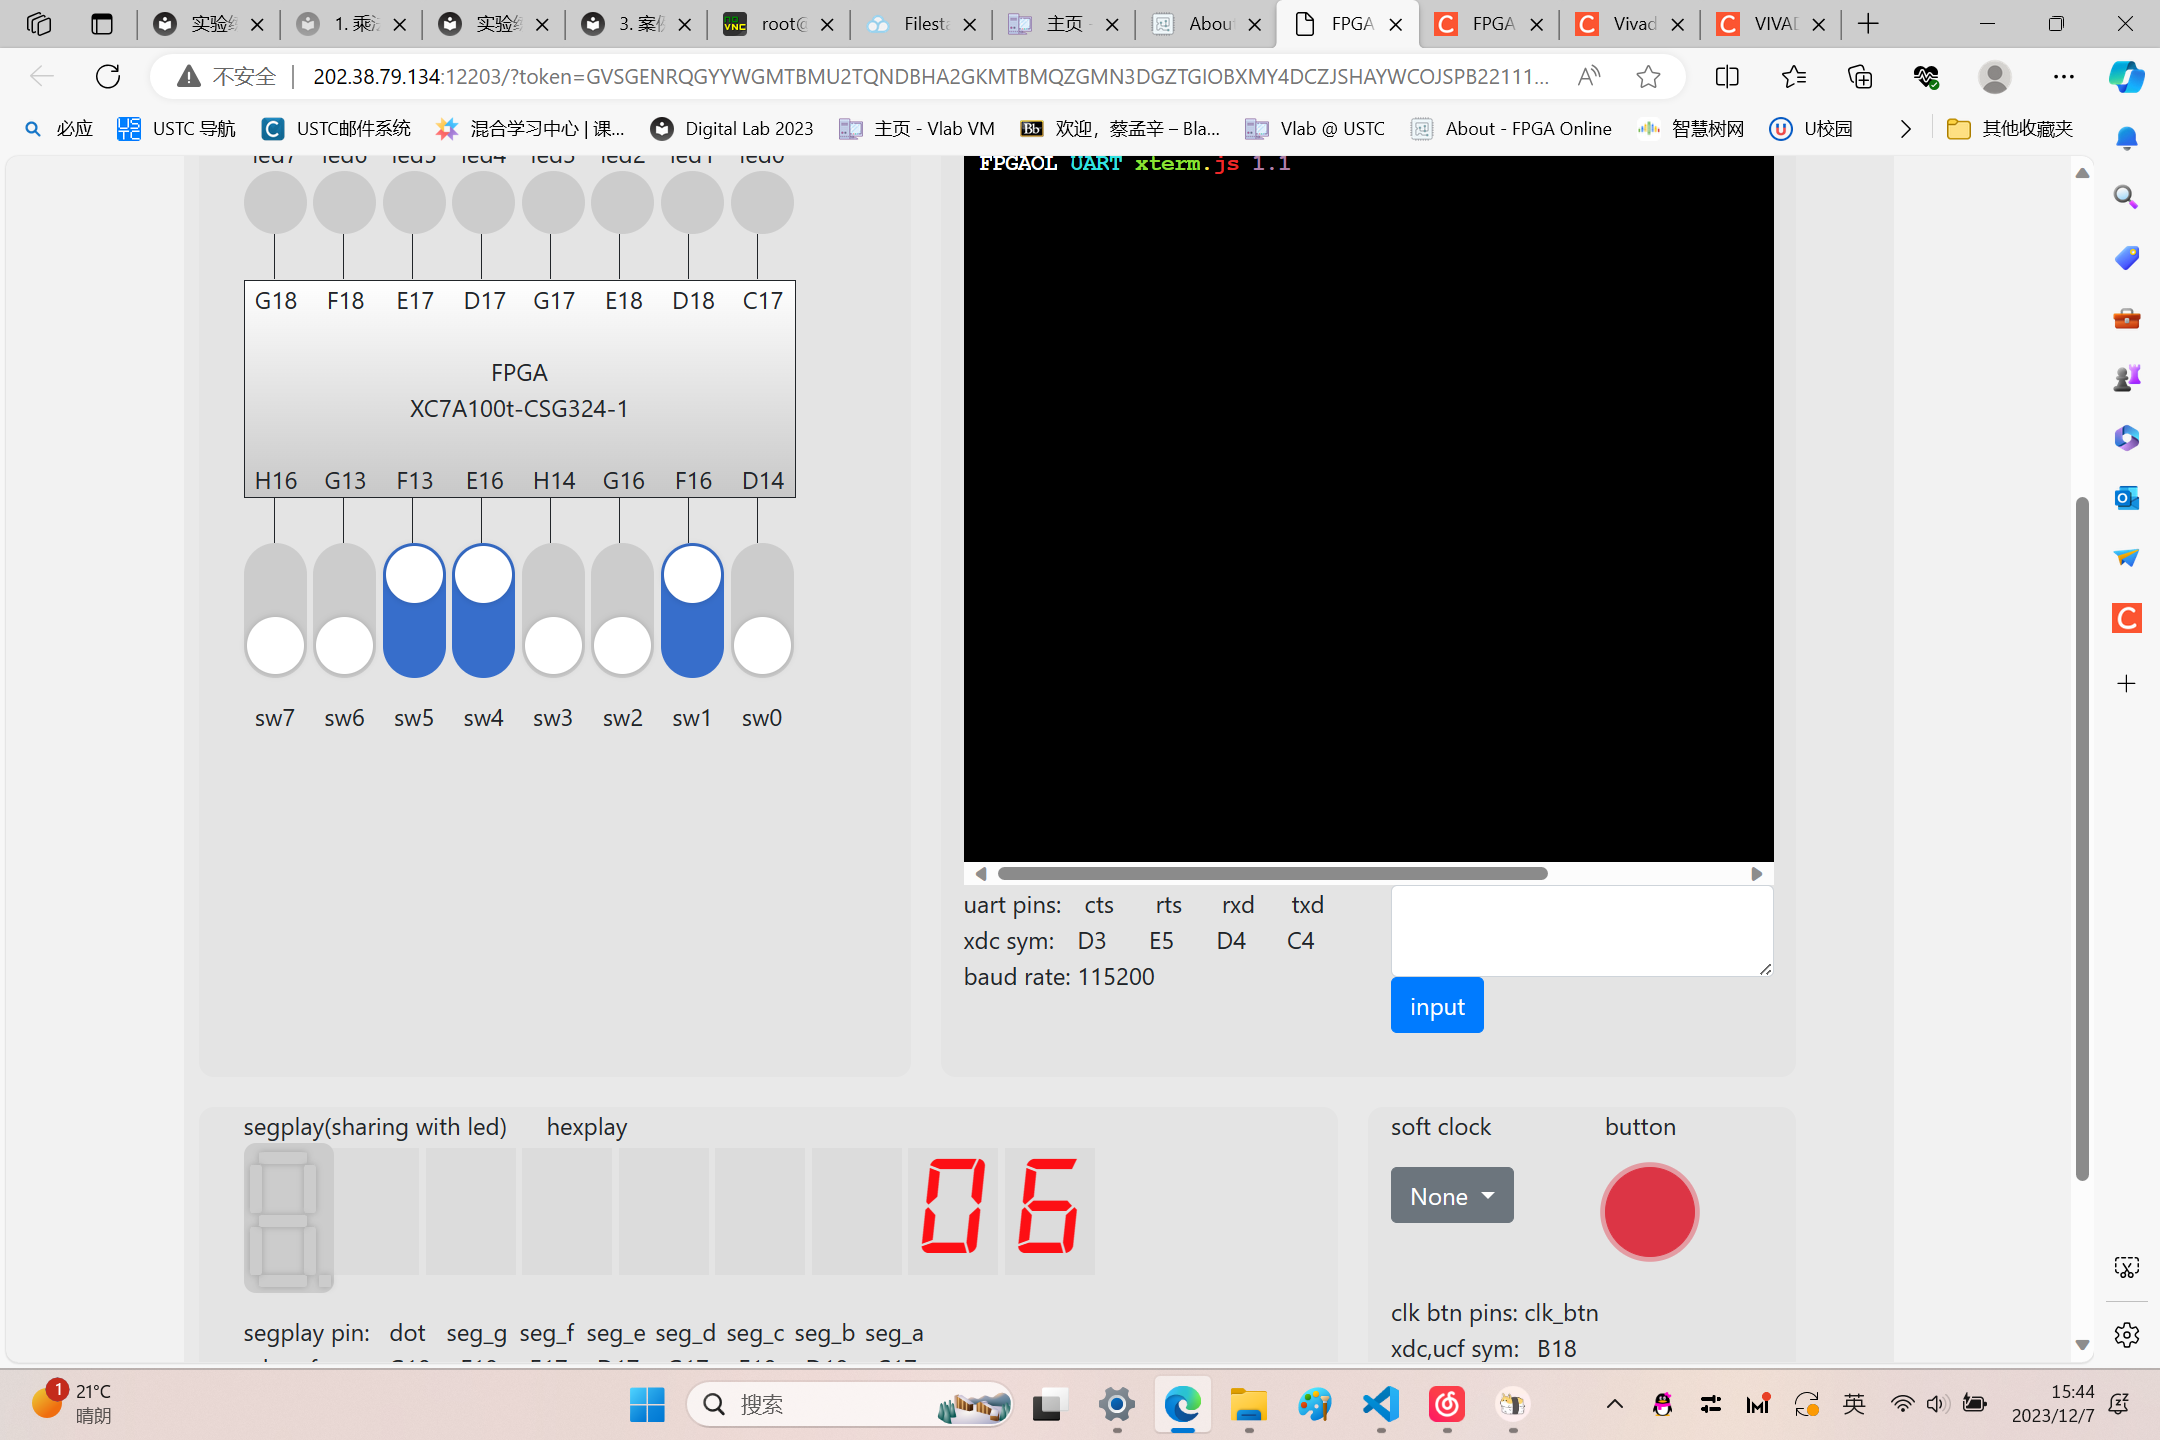 实验 1. 乘 实验 3. 案 root@ Filest 主页 - Abou FPGA FPGA Vivad VIVAD
不安全 202.38.79.134:12203/?token=GVSGENRQGYYWGMTBMU2TQNDBHA2GKMTBMQZGMN3DGZTGIOBXMY4DCZJSHAYWCOJSPB22111...
必应 USTC 导航 USTC邮件系统 混合学习中心 | 课... Digital Lab 2023 主页 - Vlab VM 欢迎，蔡孟辛 – Bla... Vlab @ USTC About - FPGA Online 智慧树网 U校园 其他收藏夹
led7 led6 led5 led4 led3 led2 led1 led0
FPGAOL UART xterm.js 1.1
G18 F18 E17 D17 G17 E18 D18 C17
FPGA
XC7A100t-CSG324-1
H16 G13 F13 E16 H14 G16 F16 D14
sw7 sw6 sw5 sw4 sw3 sw2 sw1 sw0
uart pins: cts rts rxd txd
xdc sym: D3 E5 D4 C4
baud rate: 115200
input
segplay(sharing with led) hexplay
06
soft clock button
None
segplay pin: dot seg_g seg_f seg_e seg_d seg_c seg_b seg_a
clk btn pins: clk_btn
xdc,ucf sym: B18
1 21°C
晴朗
搜索
英
15:44
2023/12/7